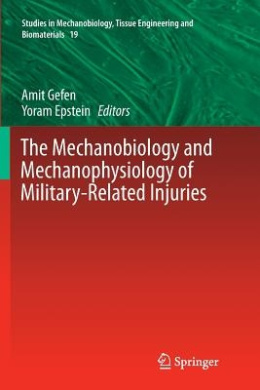 Studies in Mechanobiology, Tissue Engineering and
Biomaterials 19
Amit Gefen
Yoram Epstein Editors
The Mechanobiology and
Mechanophysiology of
Military-Related Injuries
Springer